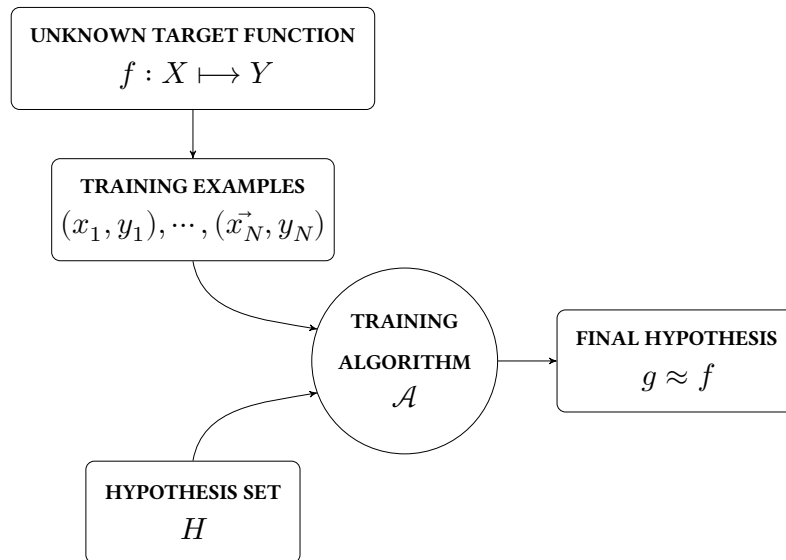 UNKNOWN TARGET FUNCTION
f : X ⟼ Y
TRAINING EXAMPLES
(x₁, y₁), ⋯ , (x⃗_N, y_N)
TRAINING
ALGORITHM
𝒜
FINAL HYPOTHESIS
g ≈ f
HYPOTHESIS SET
H